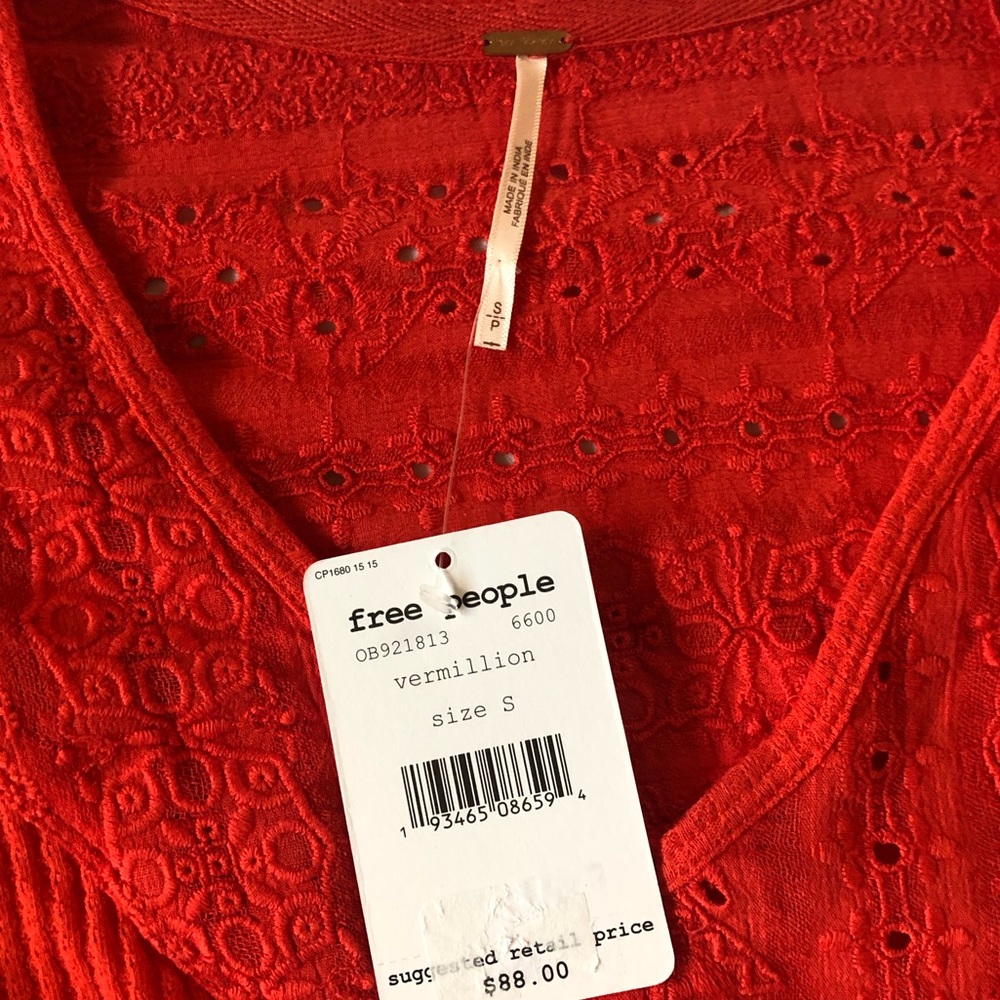 MADE IN INDIA
FABRIQUÉ EN INDE
S/P
CP1680 15 15
free people
OB921813 6600
vermillion
size S
1 93465 08659 4
suggested retail price
$88.00